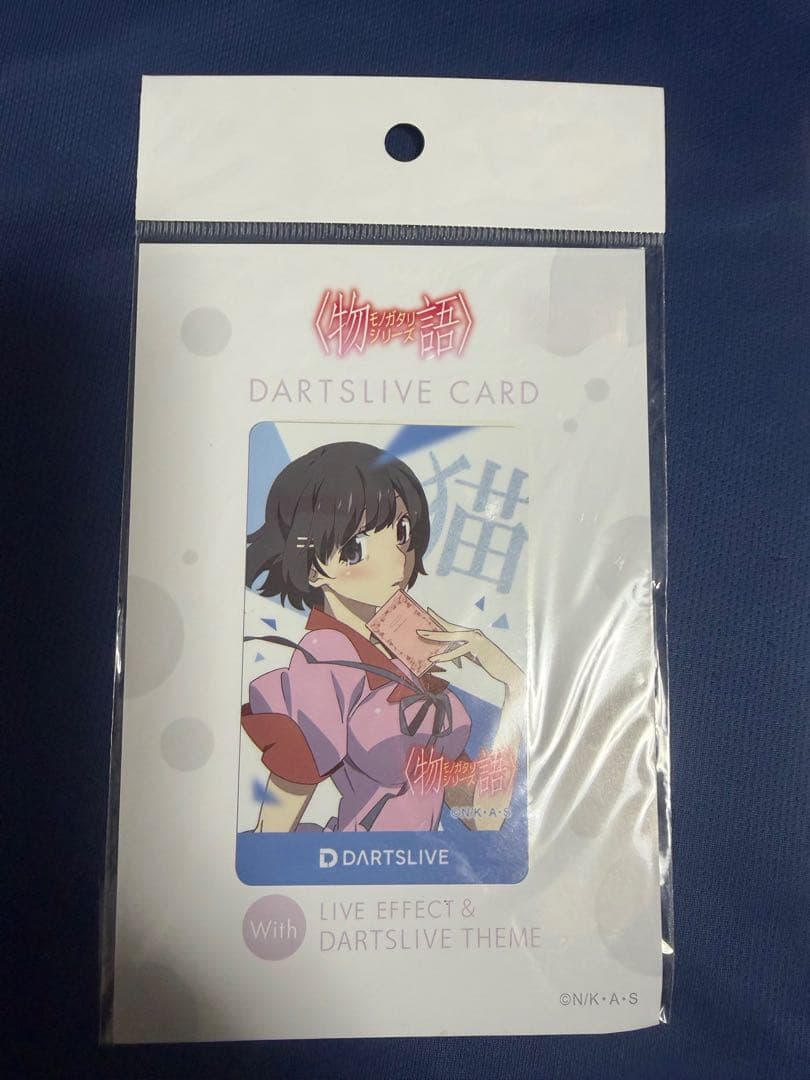 〈物語〉
モノガタリ
シリーズ
DARTSLIVE CARD
猫
〈物語〉
モノガタリ
シリーズ
©N/K・A・S
DARTSLIVE
With
LIVE EFFECT &
DARTSLIVE THEME
©N/K・A・S